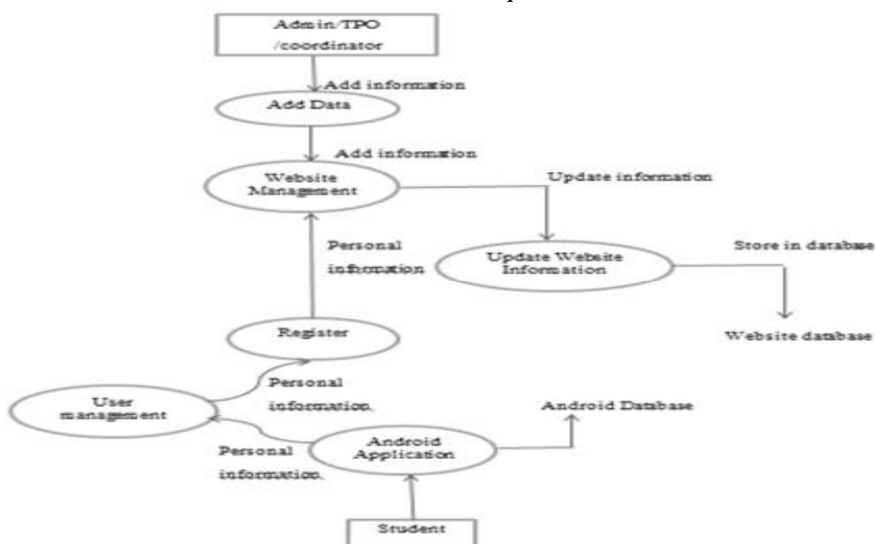 Admin/TPO
/coordinator
Add information
Add Data
Add information
Website
Management
Update information
Personal
information
Update Website
Information
Store in database
Website database
Register
Personal
information
User
management
Android Database
Personal
information
Android
Application
Student